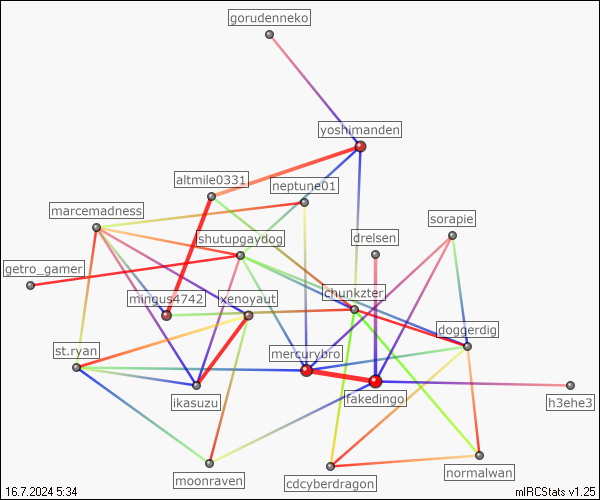 gorudenneko
yoshimanden
altmile0331
neptune01
marcemadness
sorapie
shutupgaydog
drelsen
getro_gamer
chunkzter
mingus4742
xenoyaut
doggerdig
st.ryan
mercurybro
ikasuzu
fakedingo
h3ehe3
moonraven
cdcyberdragon
normalwan
16.7.2024 5:34
mIRCStats v1.25